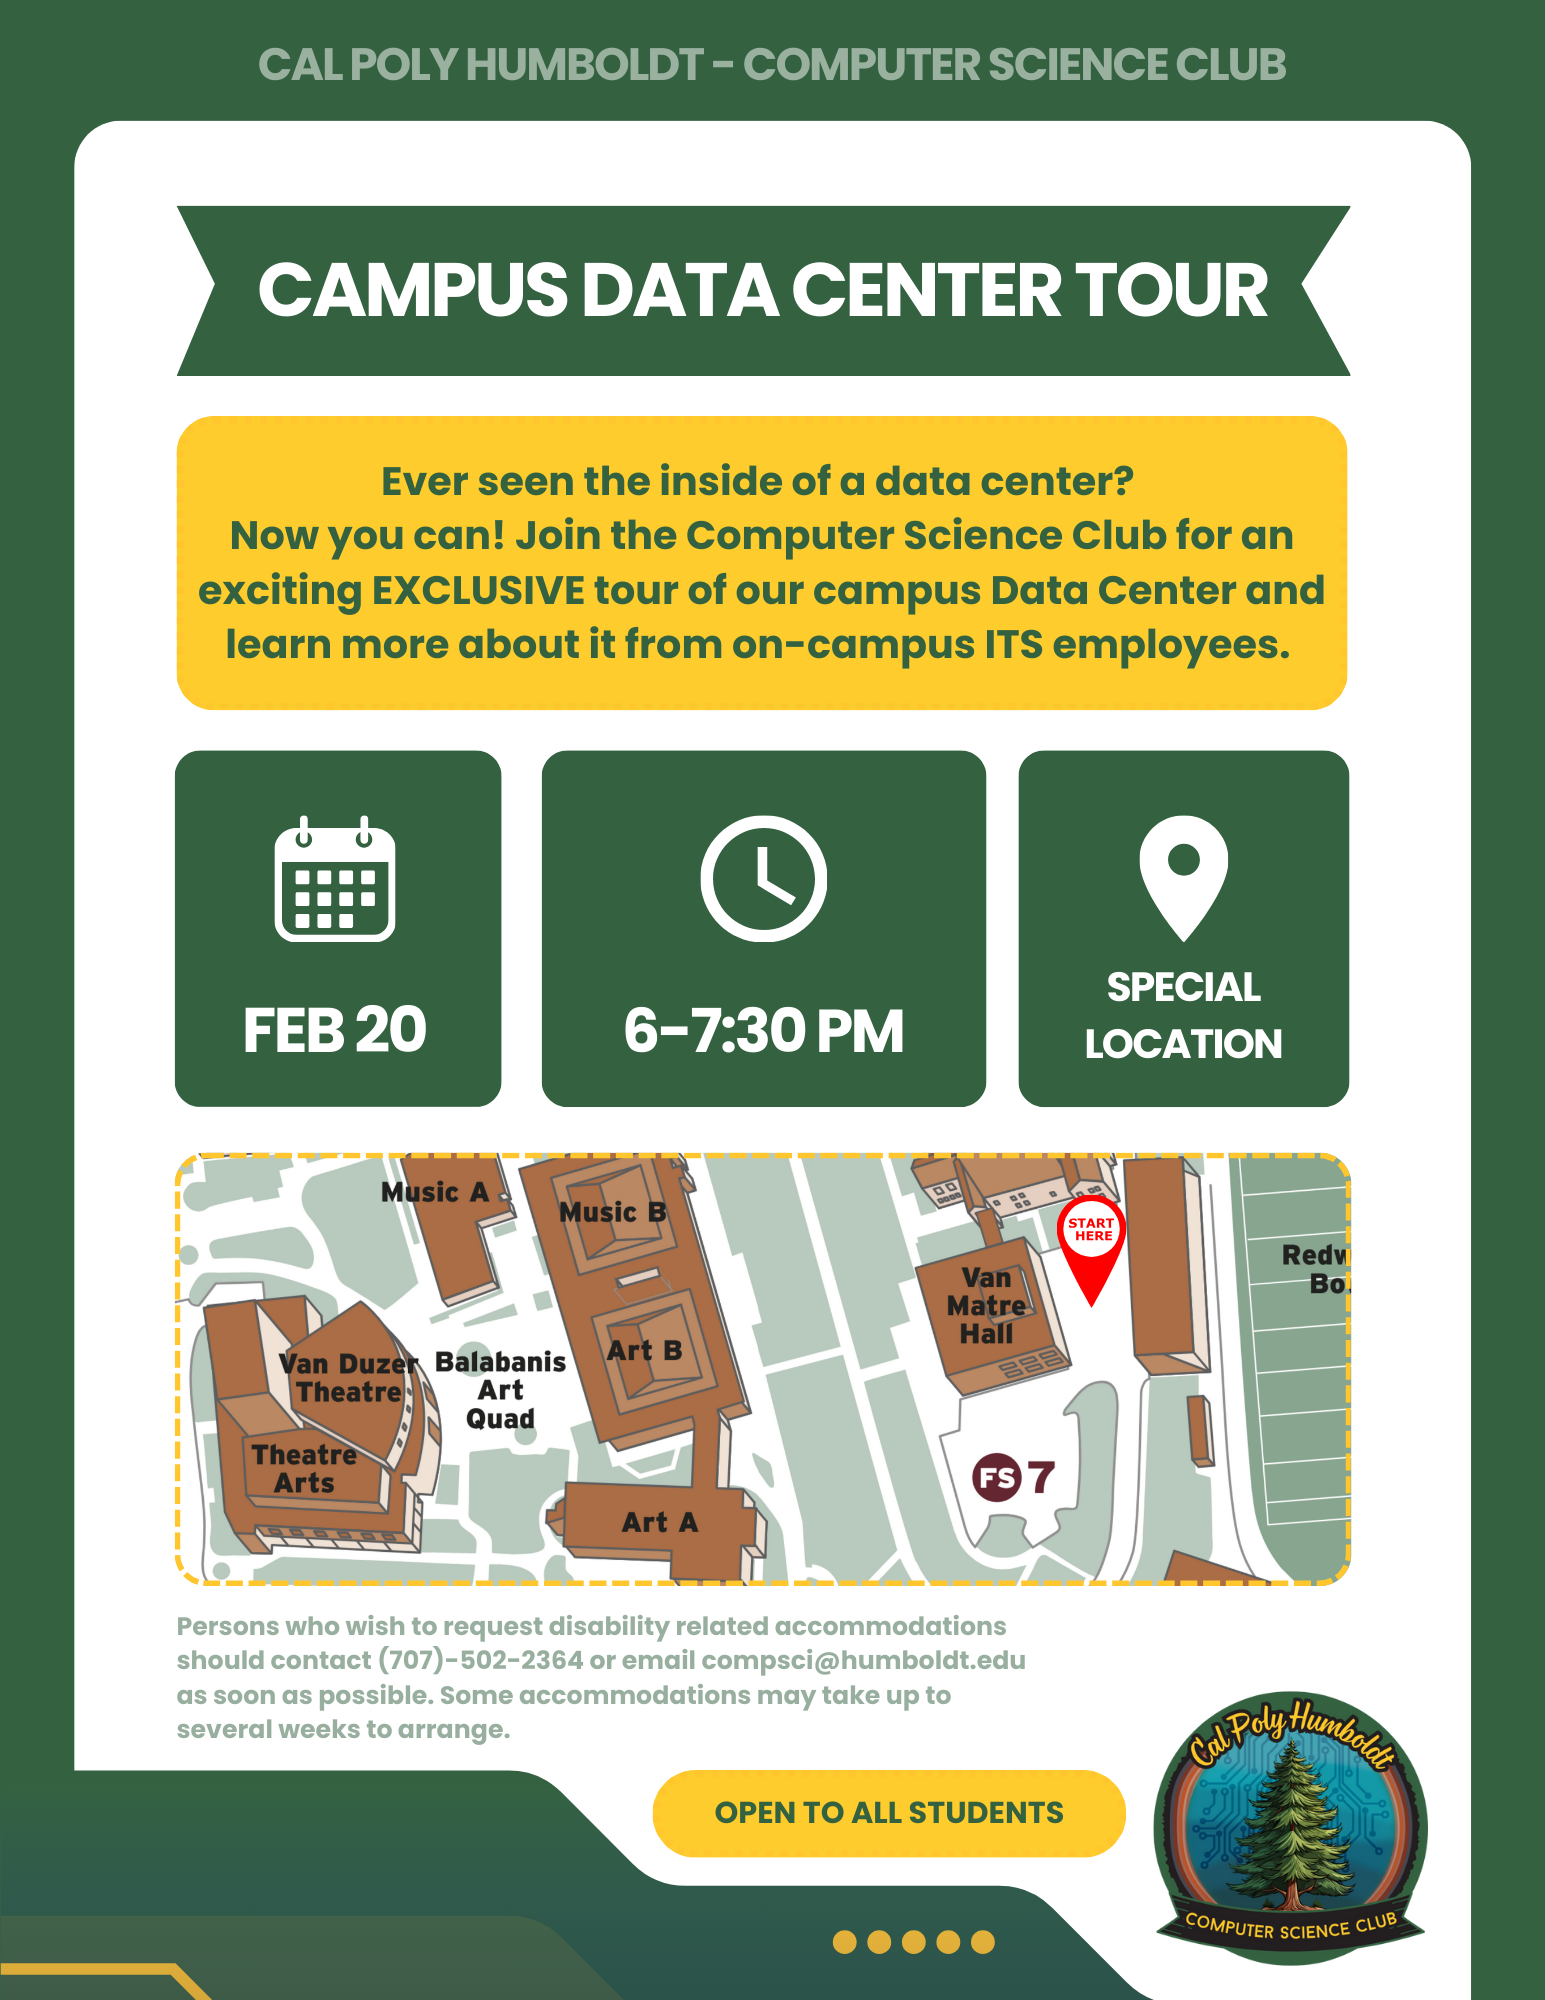 CAL POLY HUMBOLDT - COMPUTER SCIENCE CLUB
CAMPUS DATA CENTER TOUR
Ever seen the inside of a data center?
Now you can! Join the Computer Science Club for an
exciting EXCLUSIVE tour of our campus Data Center and
learn more about it from on-campus ITS employees.
FEB 20
6-7:30 PM
SPECIAL
LOCATION
Music A
Music B
START
HERE
Redw
Bo
Van
Matre
Hall
Art B
Van Duzer
Theatre
Balabanis
Art
Quad
Theatre
Arts
FS 7
Art A
Persons who wish to request disability related accommodations
should contact (707)-502-2364 or email compsci@humboldt.edu
as soon as possible. Some accommodations may take up to
several weeks to arrange.
OPEN TO ALL STUDENTS
Cal Poly Humboldt
COMPUTER SCIENCE CLUB